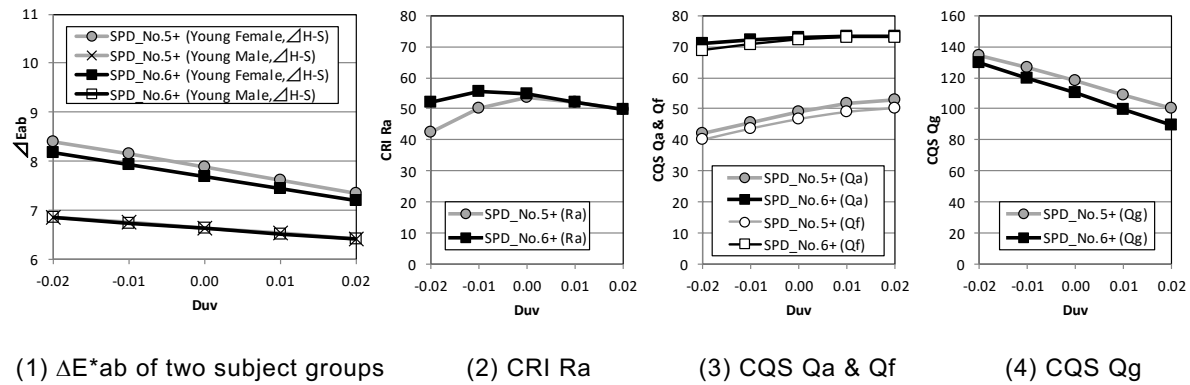 11
10
9
8
7
6
⊿Eab
SPD_No.5+ (Young Female,⊿H-S)
SPD_No.5+ (Young Male,⊿H-S)
SPD_No.6+ (Young Female,⊿H-S)
SPD_No.6+ (Young Male,⊿H-S)
-0.02 -0.01 0.00 0.01 0.02
Duv
80
70
60
50
40
30
20
10
0
CRI Ra
SPD_No.5+ (Ra)
SPD_No.6+ (Ra)
-0.02 -0.01 0.00 0.01 0.02
Duv
80
70
60
50
40
30
20
10
0
CQS Qa & Qf
SPD_No.5+ (Qa)
SPD_No.6+ (Qa)
SPD_No.5+ (Qf)
SPD_No.6+ (Qf)
-0.02 -0.01 0.00 0.01 0.02
Duv
160
140
120
100
80
60
40
20
0
CQS Qg
SPD_No.5+ (Qg)
SPD_No.6+ (Qg)
-0.02 -0.01 0.00 0.01 0.02
Duv
(1) ∆E*ab of two subject groups (2) CRI Ra (3) CQS Qa & Qf (4) CQS Qg